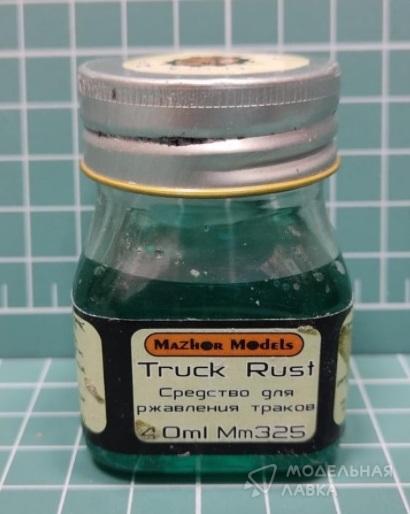 MAZHOR MODELS
Truck Rust
Средство для
ржавления траков
40ml Mm325
МОДЕЛЬНАЯ
ЛАВКА